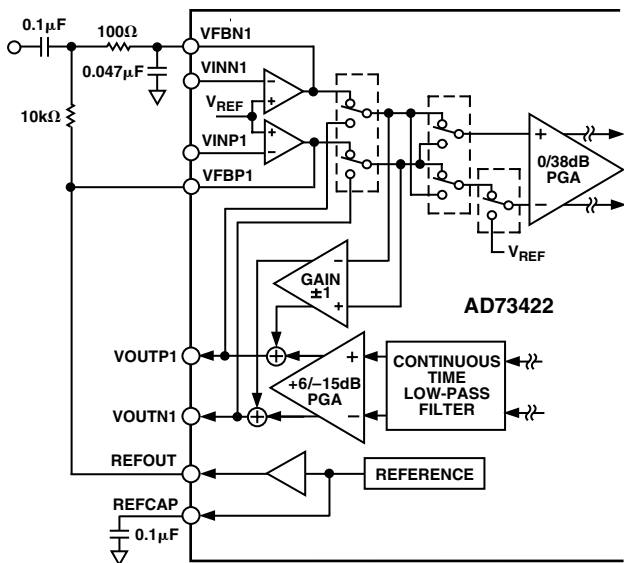 0.1µF
100Ω
VFBN1
0.047µF
VINN1
VREF
10kΩ
VINP1
VFBP1
0/38dB
PGA
VREF
GAIN
±1
AD73422
VOUTP1
+6/–15dB
PGA
CONTINUOUS
TIME
LOW-PASS
FILTER
VOUTN1
REFOUT
REFERENCE
REFCAP
0.1µF